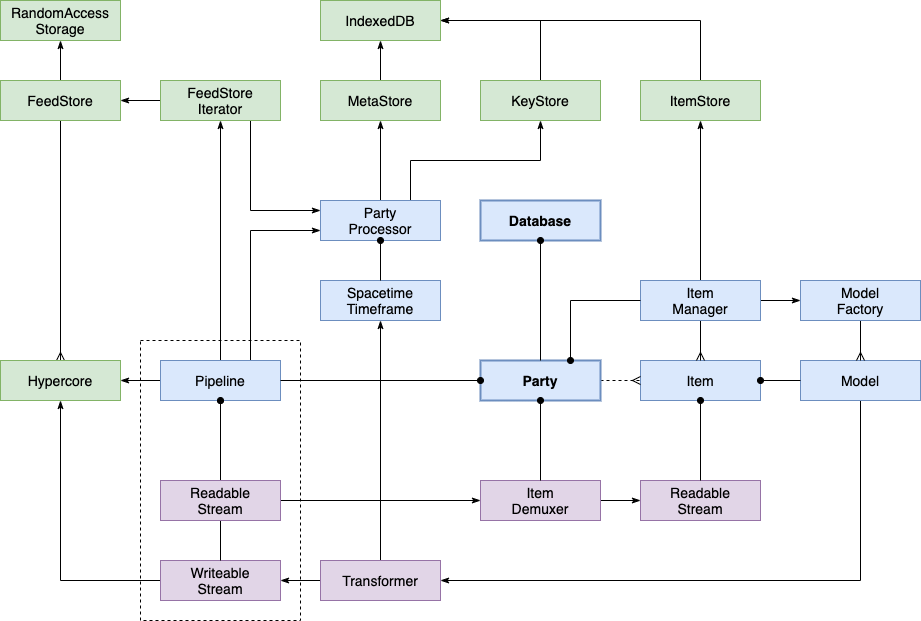 RandomAccess
Storage
IndexedDB
FeedStore
FeedStore
Iterator
MetaStore
KeyStore
ItemStore
Party
Processor
Database
Spacetime
Timeframe
Item
Manager
Model
Factory
Hypercore
Pipeline
Party
Item
Model
Readable
Stream
Item
Demuxer
Readable
Stream
Writeable
Stream
Transformer